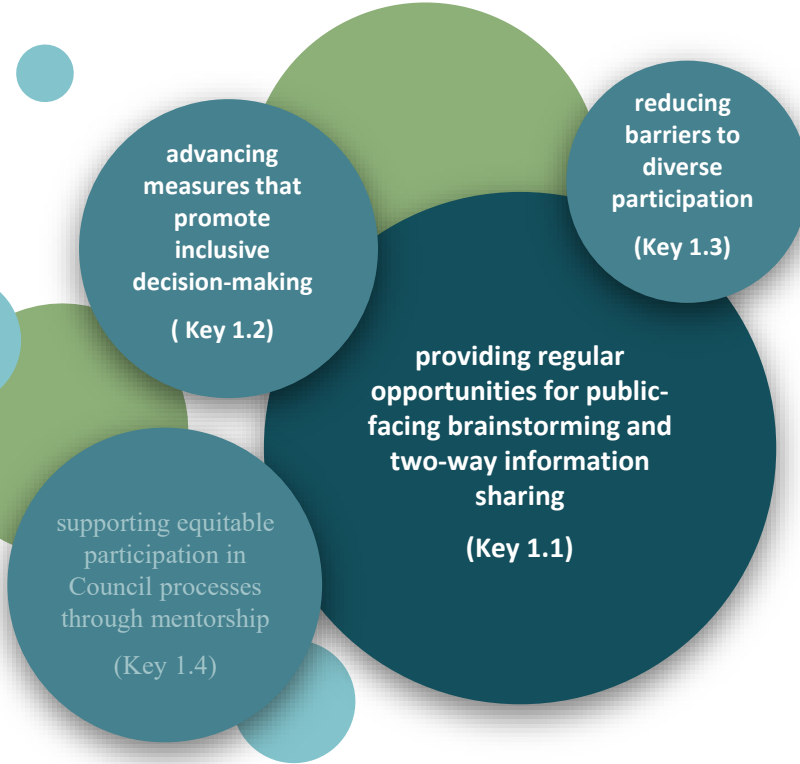 advancing
measures that
promote
inclusive
decision-making
( Key 1.2)
reducing
barriers to
diverse
participation
(Key 1.3)
providing regular
opportunities for public-
facing brainstorming and
two-way information
sharing
(Key 1.1)
supporting equitable
participation in
Council processes
through mentorship
(Key 1.4)